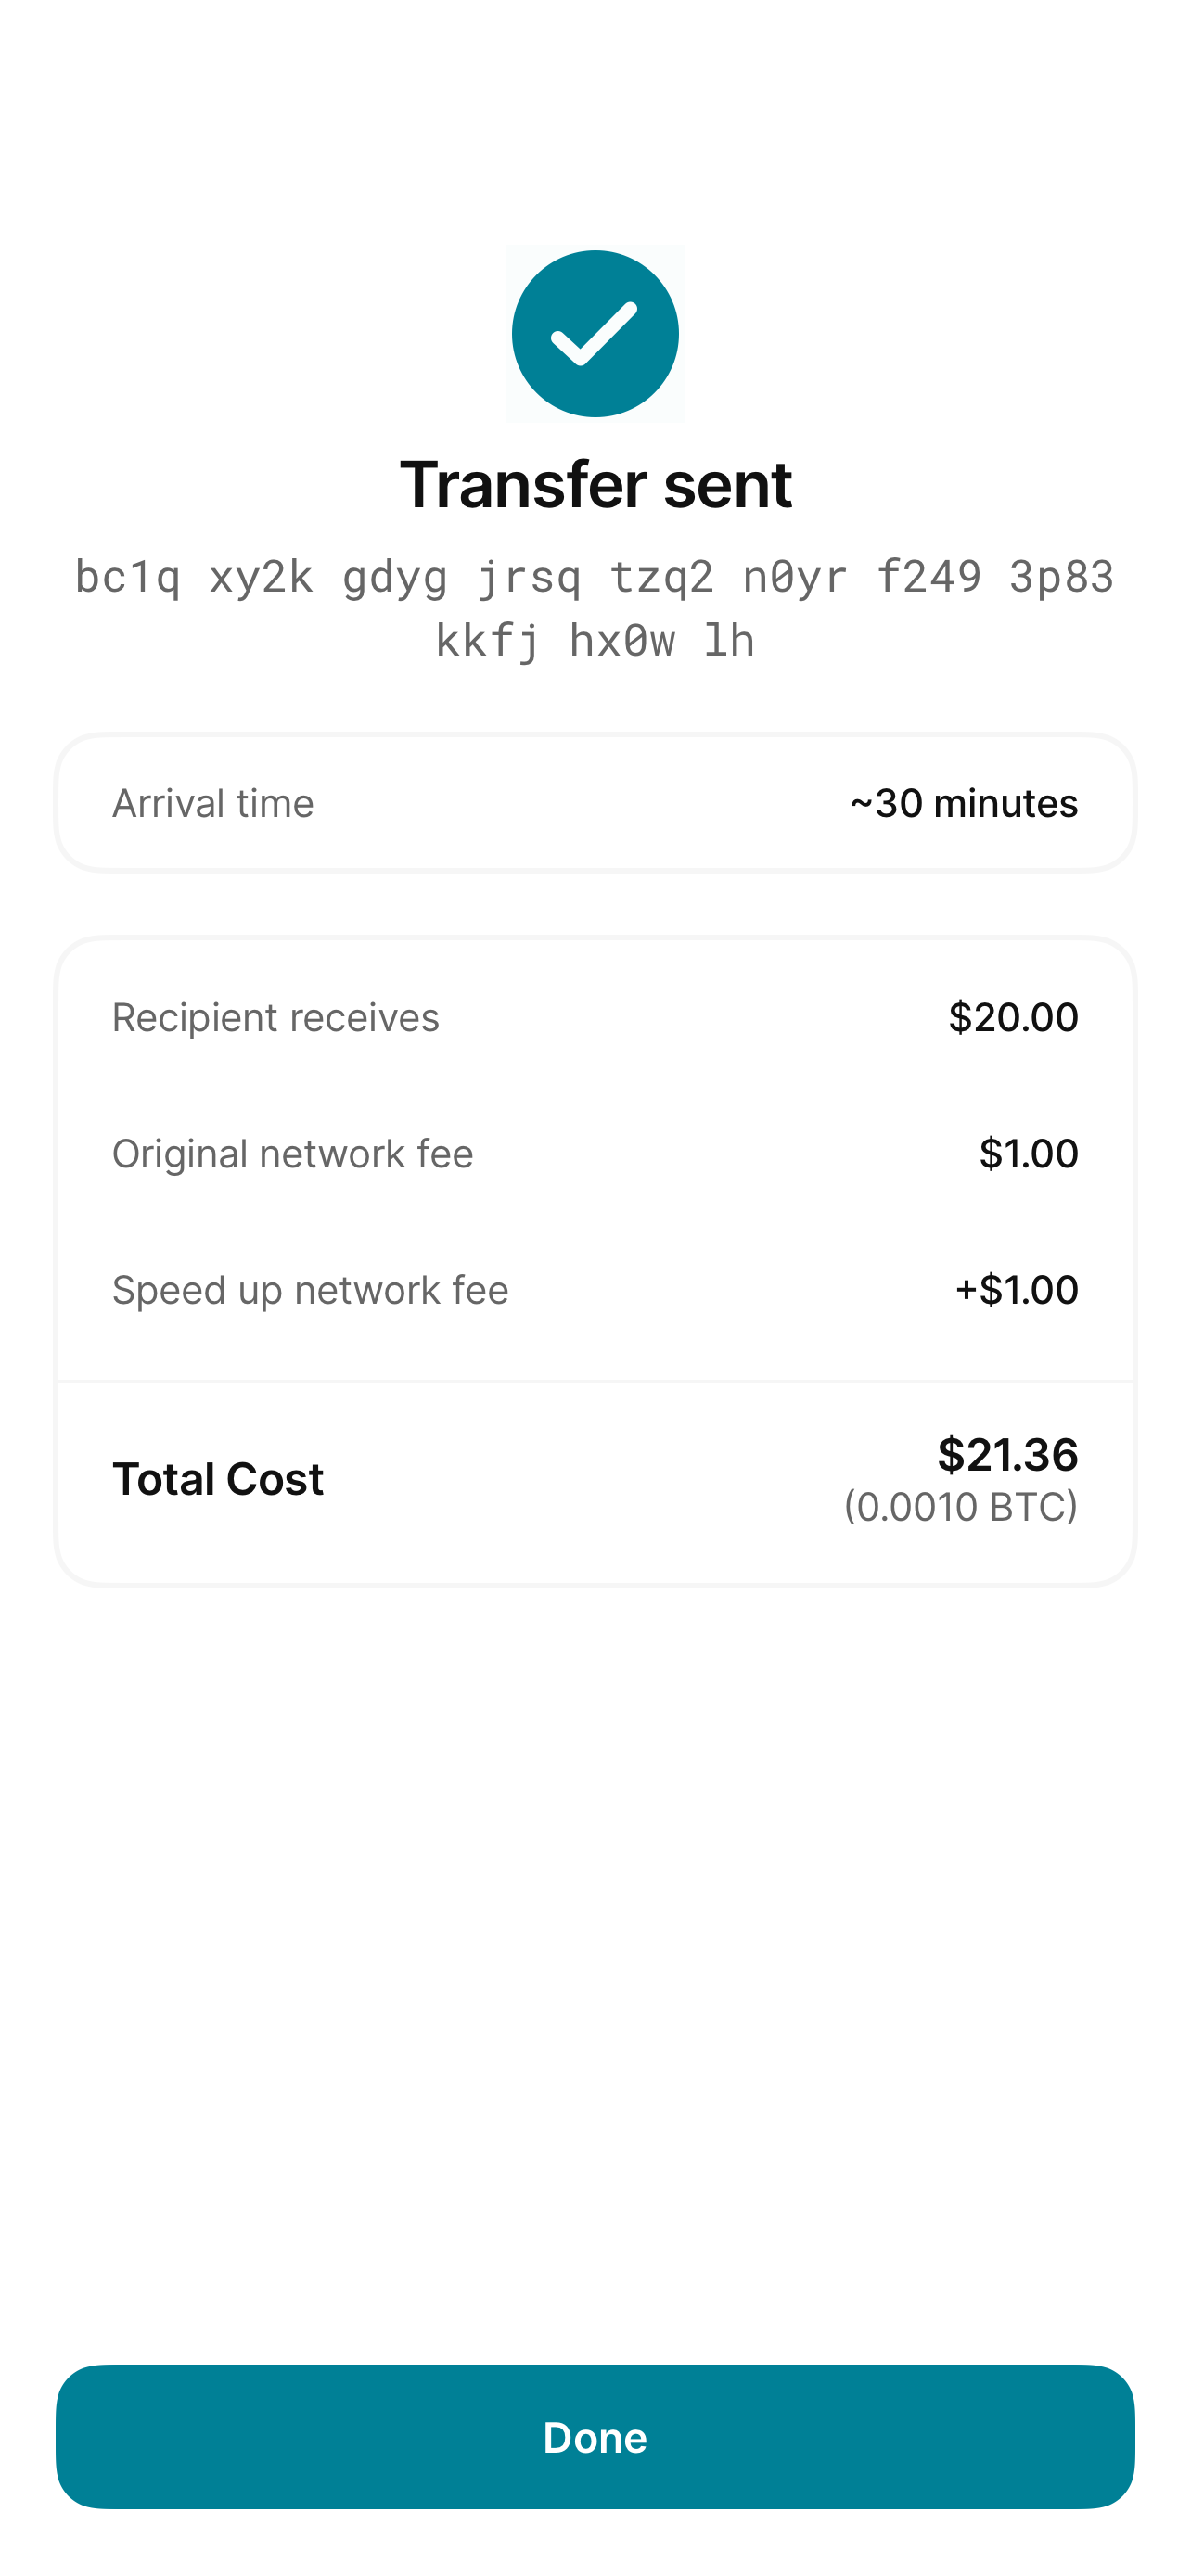 Transfer sent
bc1q xy2k gdyg jrsq tzq2 n0yr f249 3p83
kkfj hx0w lh
Arrival time ~30 minutes
Recipient receives $20.00
Original network fee $1.00
Speed up network fee +$1.00
Total Cost $21.36
(0.0010 BTC)
Done